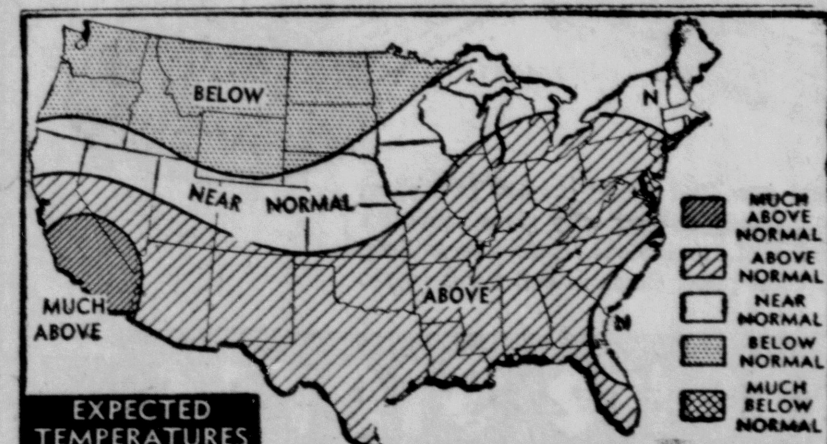 BELOW
N
NEAR NORMAL
ABOVE
N
MUCH
ABOVE
MUCH
ABOVE
NORMAL
ABOVE
NORMAL
NEAR
NORMAL
BELOW
NORMAL
MUCH
BELOW
NORMAL
EXPECTED
TEMPERATURES